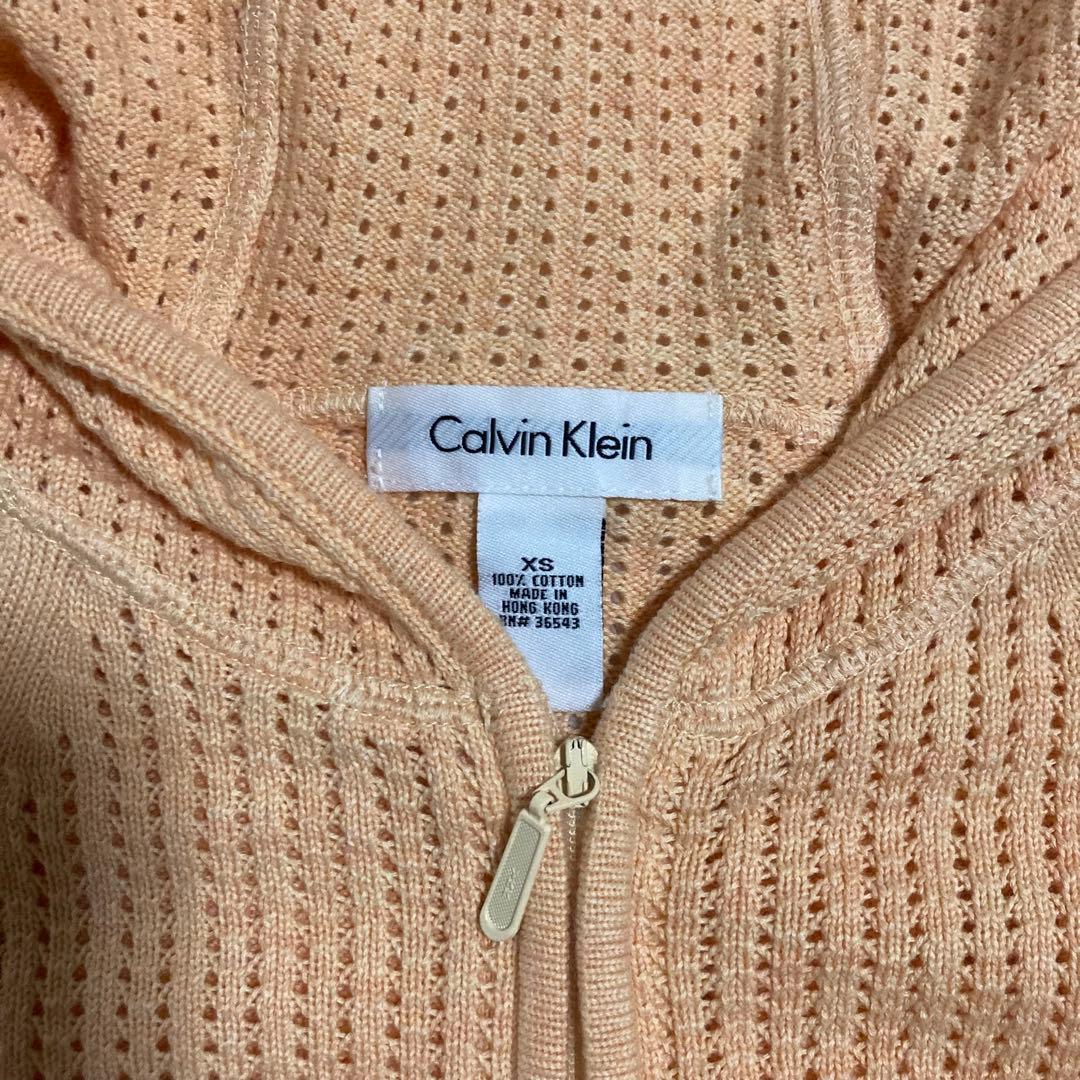 Calvin Klein
XS
100% COTTON
MADE IN
HONG KONG
RN# 36543